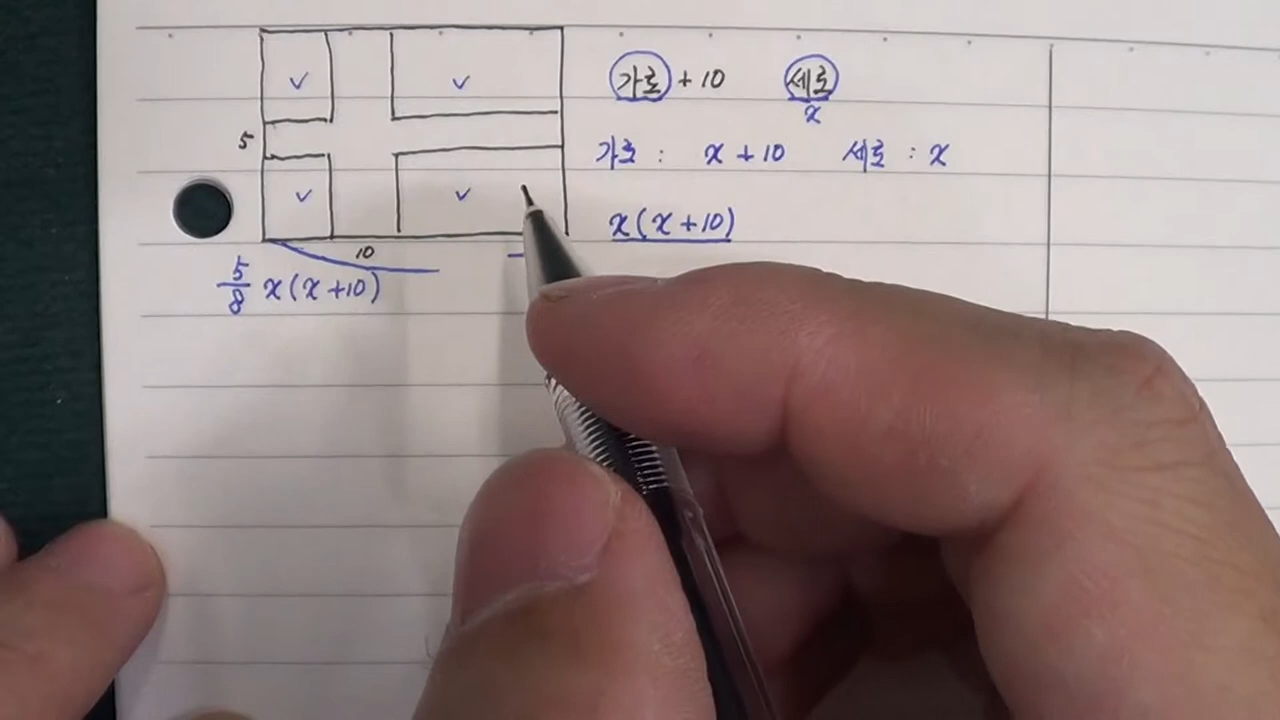 가로 + 10 세로
x
5
가로 : x + 10 세로 : x
x(x+10)
10
5/8 x(x+10)